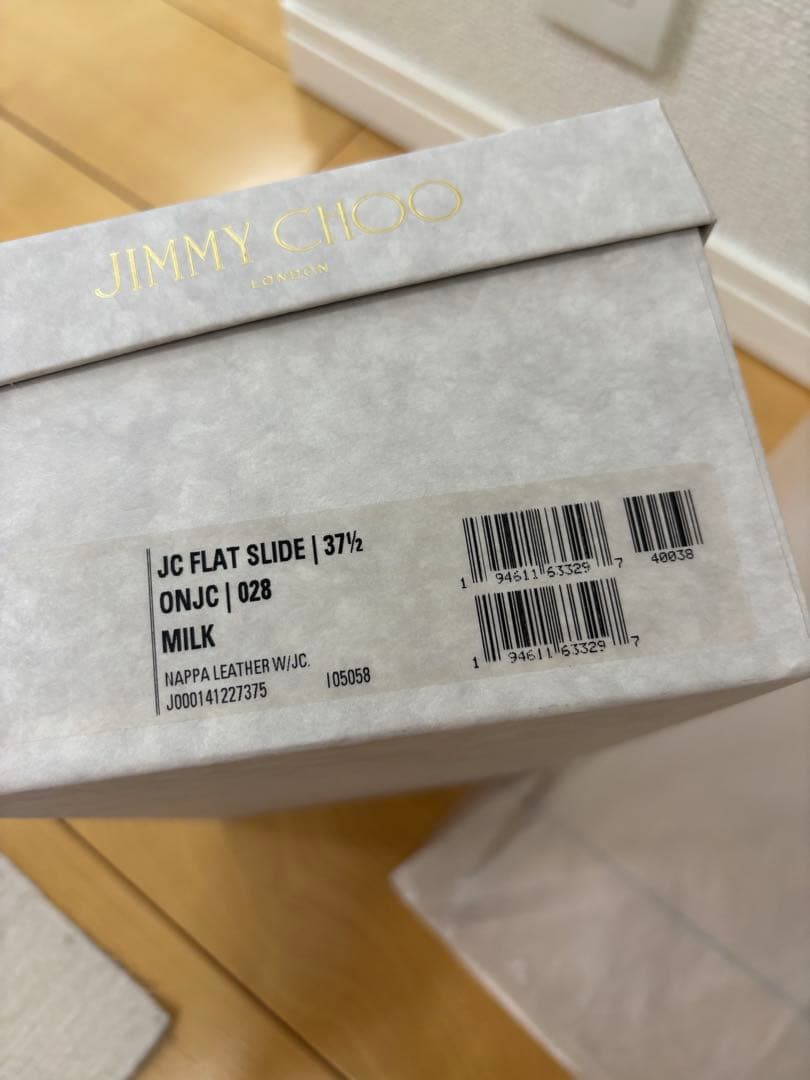 JIMMY CHOO
LONDON
JC FLAT SLIDE | 37½
ONJC | 028
MILK
NAPPA LEATHER W/JC.
J000141227375 I05058
1 94611 63329 7
40038
1 94611 63329 7